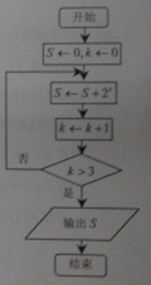 开始
S ← 0, k ← 0
S ← S + 2^k
k ← k + 1
否
k > 3
是
输出 S
结束